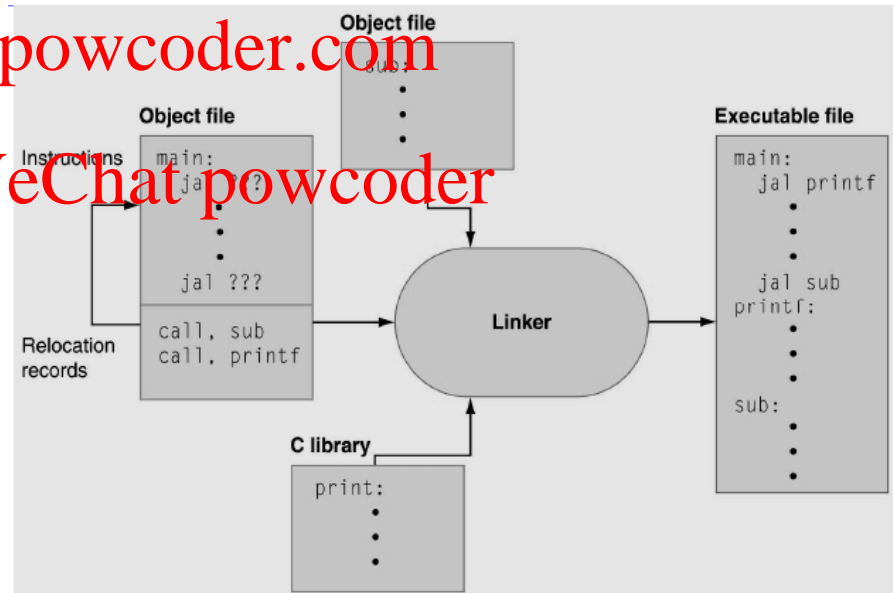 Object file
powcoder.com
sub:
Object file
Executable file
Instructions
main:
jal ???
eChat powcoder
jal ???
Relocation
records
call, sub
call, printf
Linker
main:
jal printf
jal sub
printf:
sub:
C library
print: